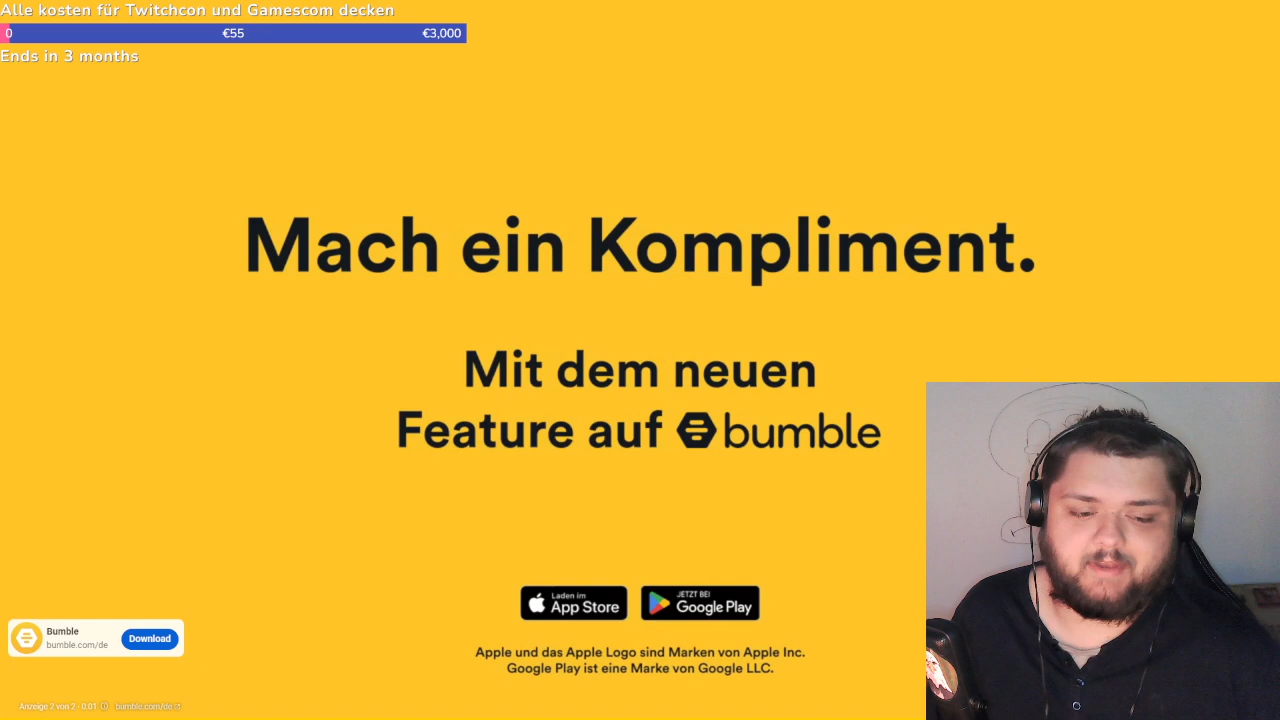 Alle kosten für Twitchcon und Gamescom decken
0 €55 €3,000
Ends in 3 months
Mach ein Kompliment.
Mit dem neuen
Feature auf bumble
Laden im
App Store
JETZT BEI
Google Play
Bumble
bumble.com/de
Download
Apple und das Apple Logo sind Marken von Apple Inc.
Google Play ist eine Marke von Google LLC.
Anzeige 2 von 2 · 0:01 bumble.com/de